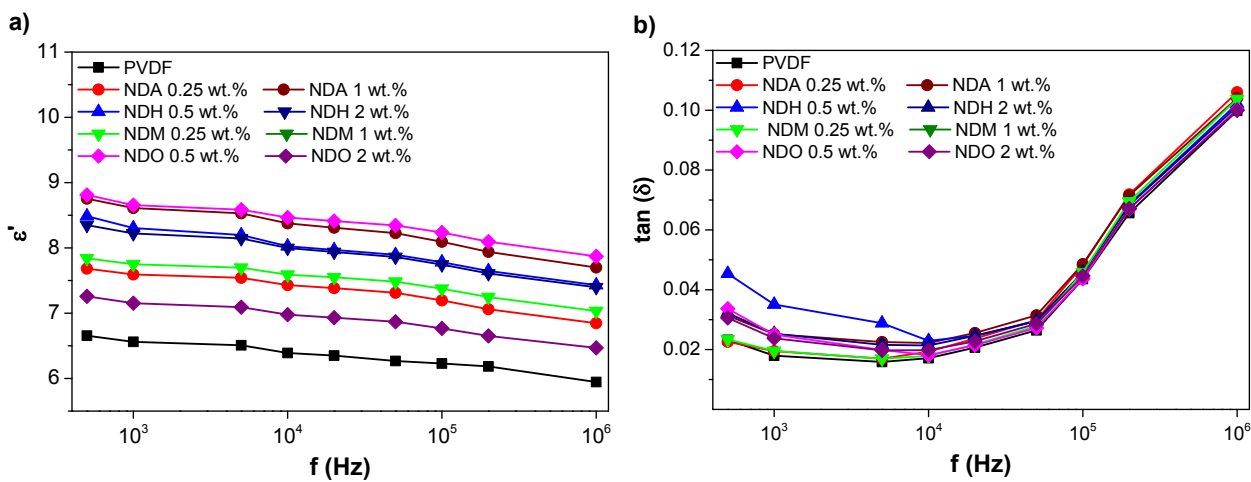 a)
11
10
9
8
7
6
ε'
PVDF
NDA 0.25 wt.% NDA 1 wt.%
NDH 0.5 wt.% NDH 2 wt.%
NDM 0.25 wt.% NDM 1 wt.%
NDO 0.5 wt.% NDO 2 wt.%
10³ 10⁴ 10⁵ 10⁶
f (Hz)
b)
0.12
0.10
0.08
0.06
0.04
0.02
tan (δ)
PVDF
NDA 0.25 wt.% NDA 1 wt.%
NDH 0.5 wt.% NDH 2 wt.%
NDM 0.25 wt.% NDM 1 wt.%
NDO 0.5 wt.% NDO 2 wt.%
10³ 10⁴ 10⁵ 10⁶
f (Hz)